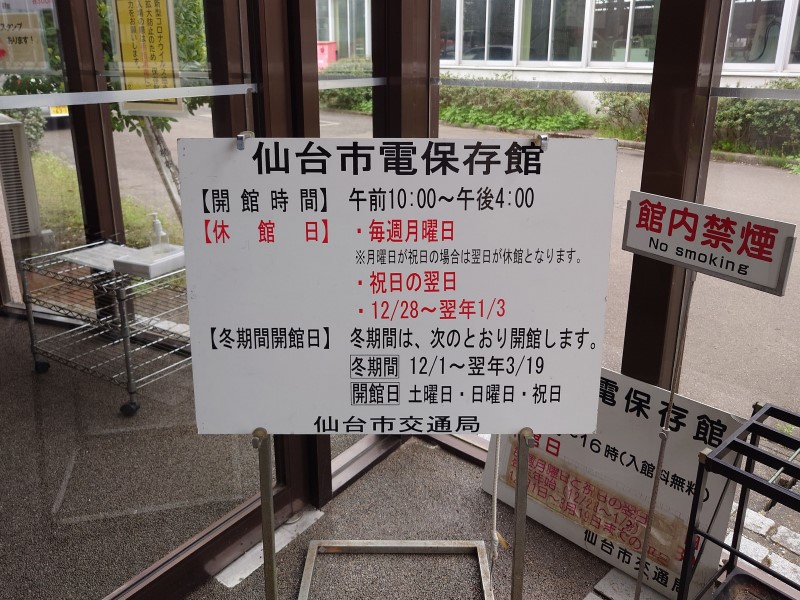 仙台市電保存館
【開館時間】 午前10:00～午後4:00
【休館日】 ・毎週月曜日
※月曜日が祝日の場合は翌日が休館となります。
・祝日の翌日
・12/28～翌年1/3
【冬期間開館日】 冬期間は、次のとおり開館します。
冬期間 12/1～翌年3/19
開館日 土曜日・日曜日・祝日
仙台市交通局
館内禁煙
No smoking
電保存館
16時(入館料無料)
仙台市交通局